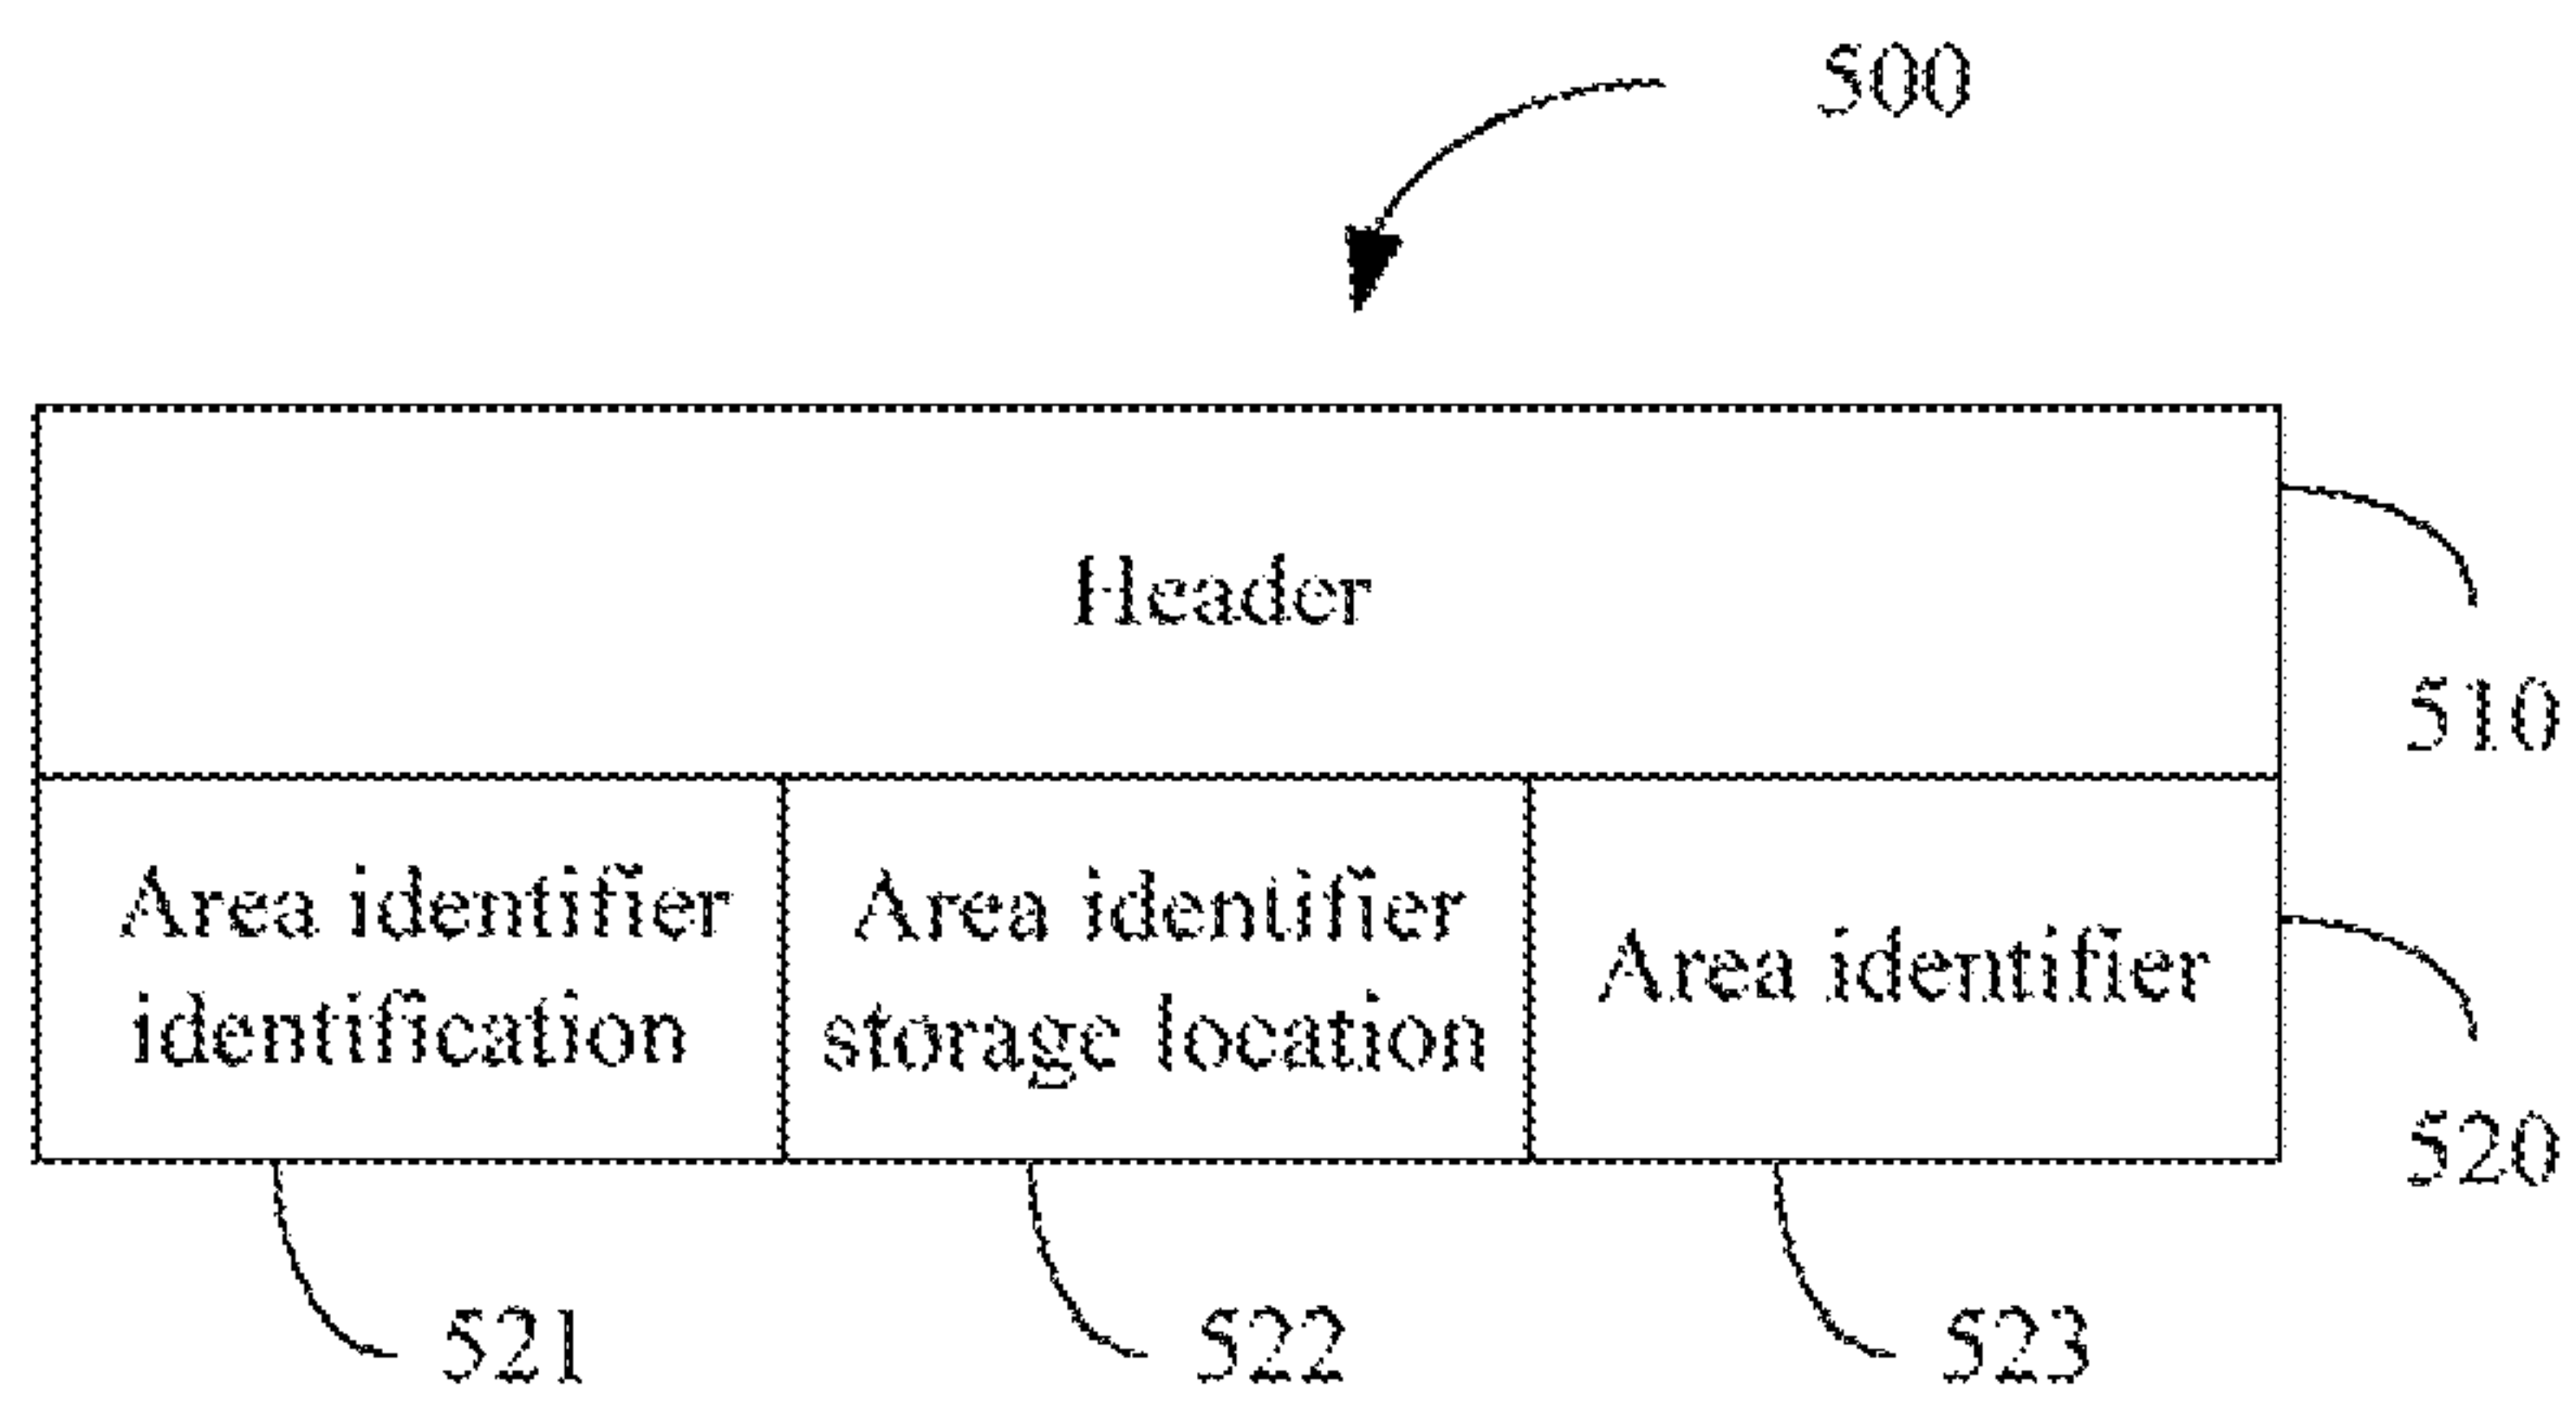 500
Header
510
Area identifier
identification
Area identifier
storage location
Area identifier
520
521
522
523